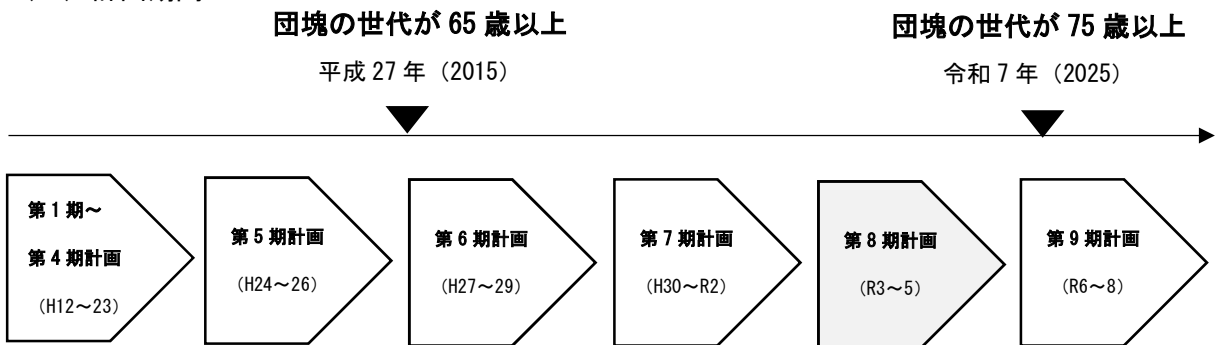 団塊の世代が 65 歳以上
団塊の世代が 75 歳以上
平成 27 年（2015）
令和 7 年（2025）
第 1 期～
第 4 期計画
（H12～23）
第 5 期計画
（H24～26）
第 6 期計画
（H27～29）
第 7 期計画
（H30～R2）
第 8 期計画
（R3～5）
第 9 期計画
（R6～8）